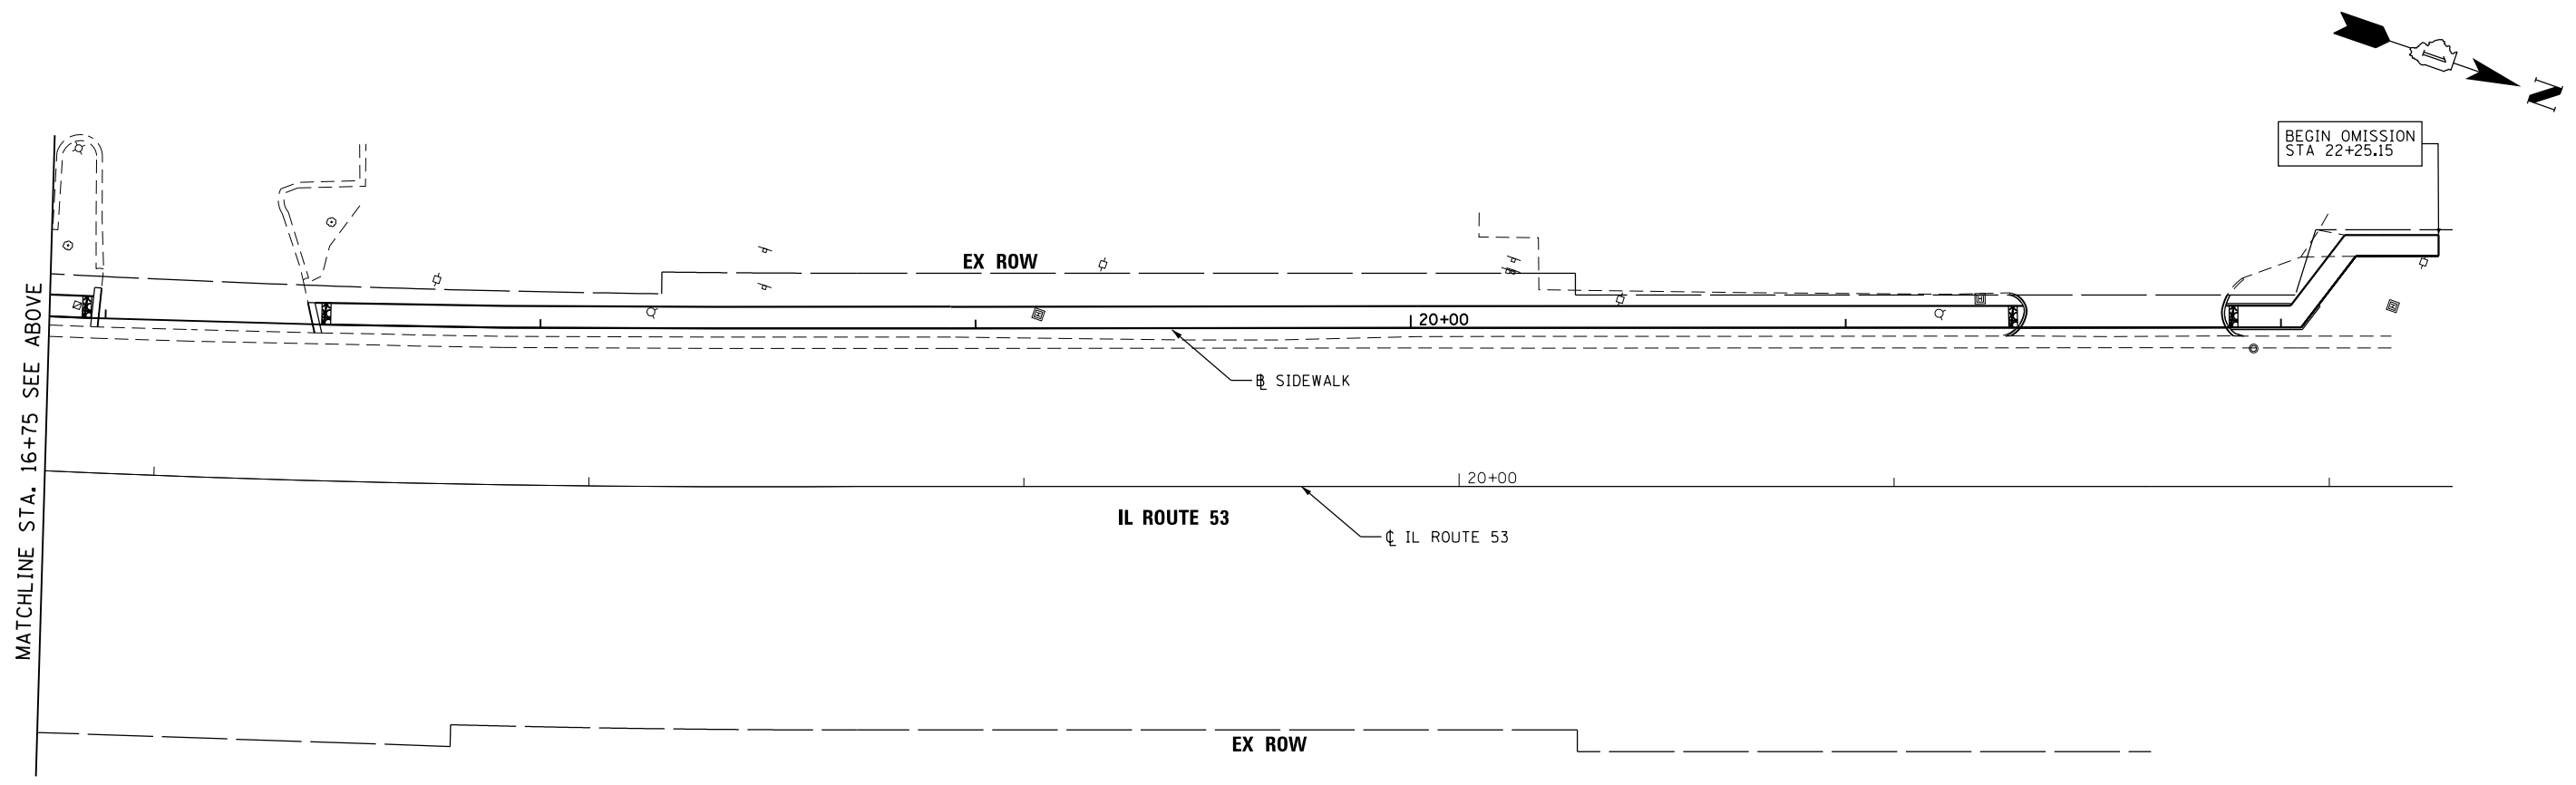 N
BEGIN OMISSION
STA 22+25.15
EX ROW
20+00
℄ SIDEWALK
MATCHLINE STA. 16+75 SEE ABOVE
20+00
IL ROUTE 53
℄ IL ROUTE 53
EX ROW